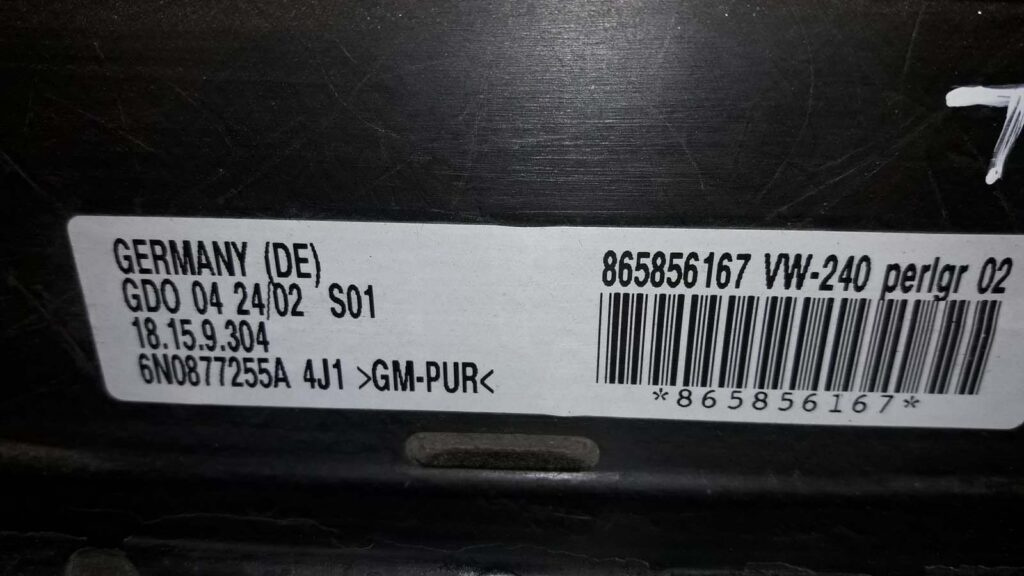 GERMANY (DE)
GDO 04 24/02 S01
18.15.9.304
6N0877255A 4J1 >GM-PUR<
865856167 VW-240 perlgr 02
*865856167*